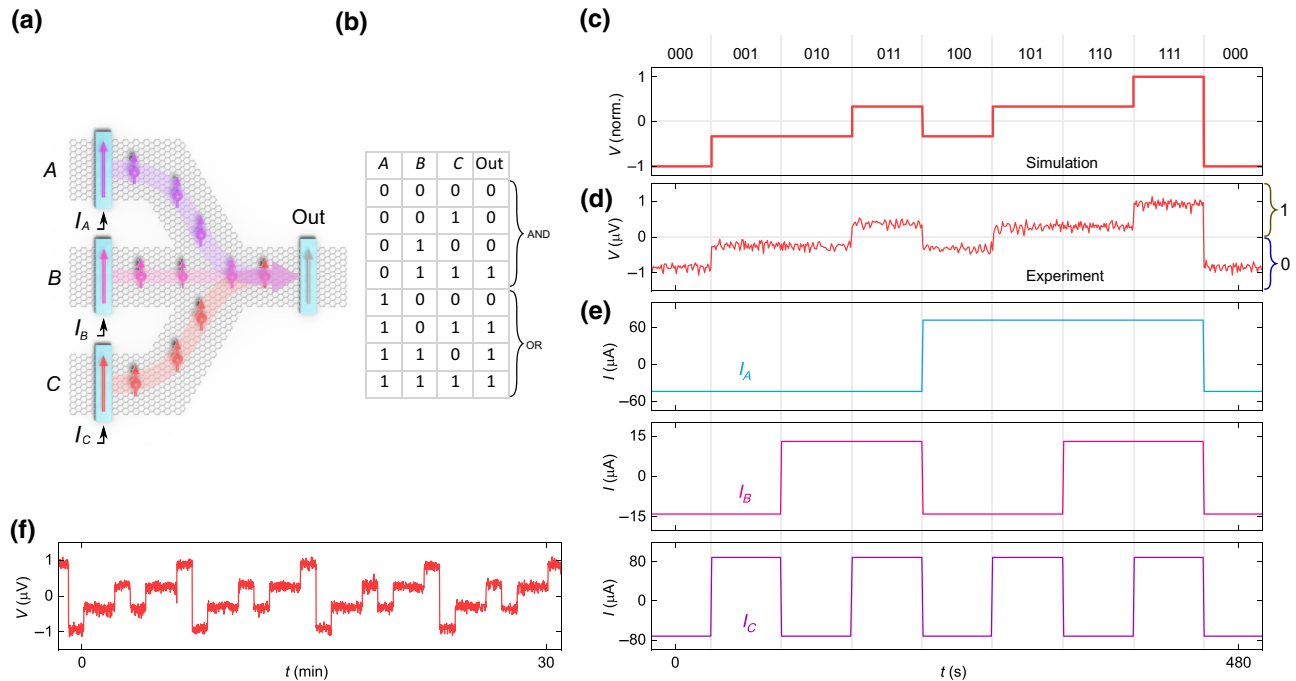 (a)
A
I_A
B
I_B
C
I_C
Out
(b)
A B C Out
0 0 0 0
0 0 1 0
0 1 0 0
0 1 1 1
1 0 0 0
1 0 1 1
1 1 0 1
1 1 1 1
AND
OR
(c)
000 001 010 011 100 101 110 111 000
V (norm.)
1
0
−1
Simulation
(d)
V (μV)
1
0
−1
Experiment
1
0
(e)
I (μA)
60
0
−60
I_A
I (μA)
15
0
−15
I_B
I (μA)
80
0
−80
I_C
0 480
t (s)
(f)
V (μV)
1
0
−1
0 30
t (min)